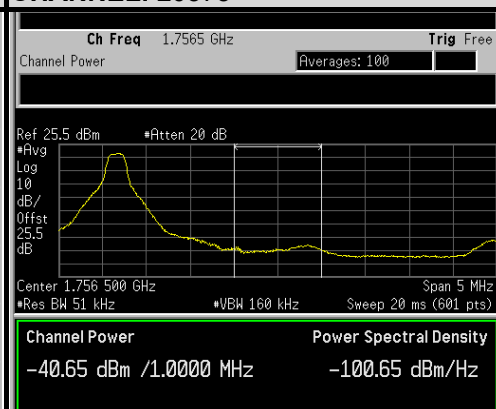 Ch Freq 1.7565 GHz Trig Free
Channel Power Averages: 100
Ref 25.5 dBm #Atten 20 dB
#Avg
Log
10
dB/
Offst
25.5
dB
Center 1.756 500 GHz Span 5 MHz
#Res BW 51 kHz #VBW 160 kHz Sweep 20 ms (601 pts)
Channel Power Power Spectral Density
-40.65 dBm /1.0000 MHz -100.65 dBm/Hz